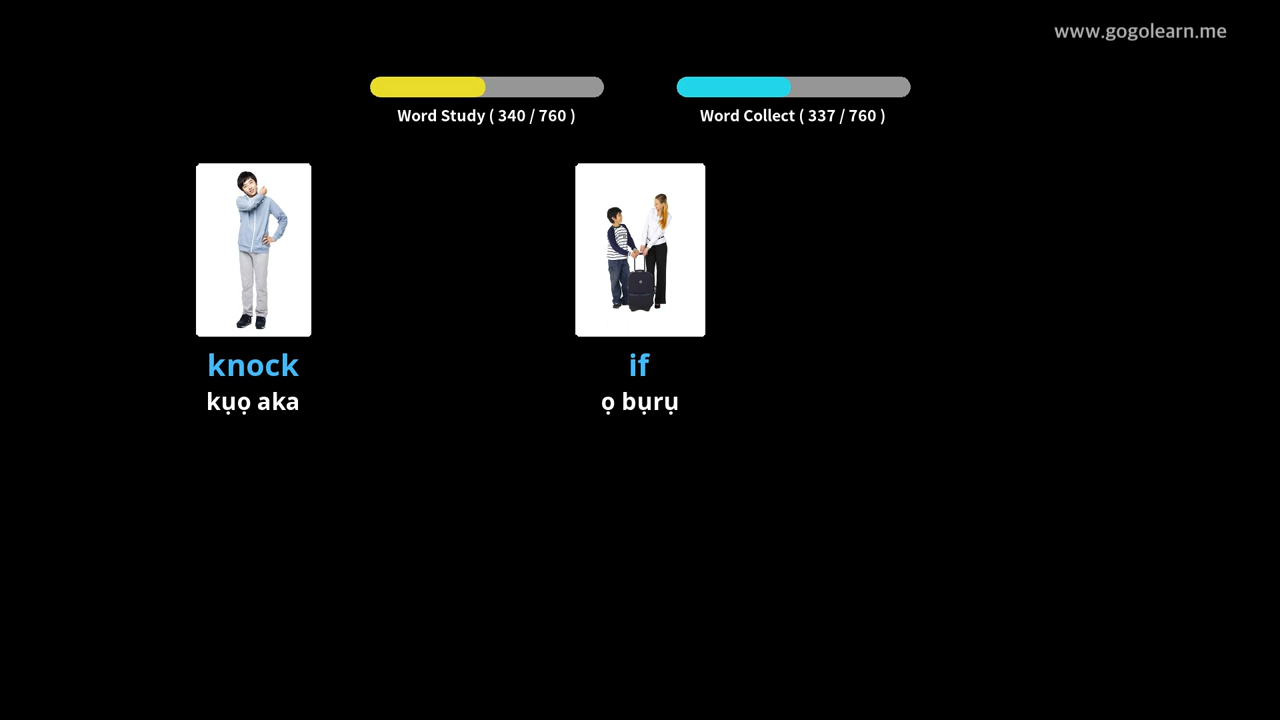 www.gogolearn.me
Word Study ( 340 / 760 )
Word Collect ( 337 / 760 )
knock
kụọ aka
if
ọ bụrụ